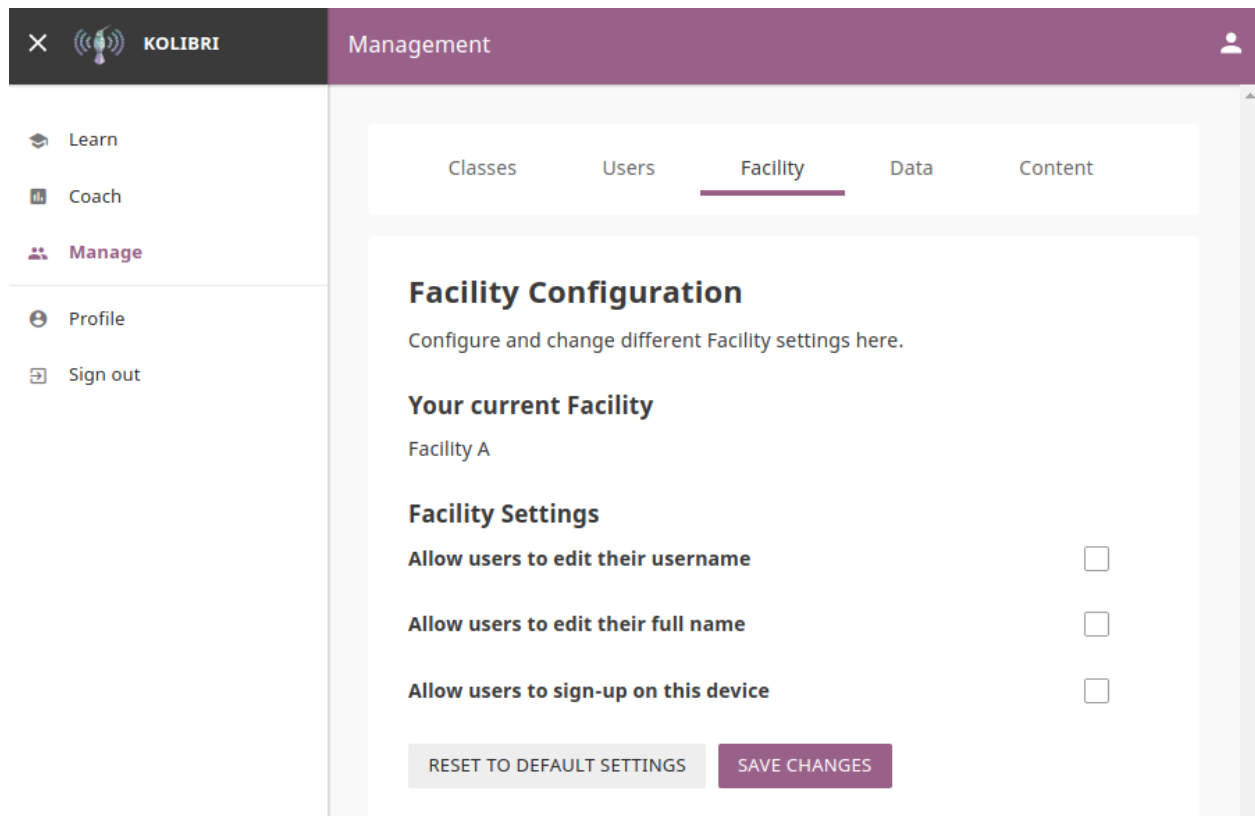 KOLIBRI
Management
Learn
Coach
Manage
Profile
Sign out
Classes Users Facility Data Content
Facility Configuration
Configure and change different Facility settings here.
Your current Facility
Facility A
Facility Settings
Allow users to edit their username
Allow users to edit their full name
Allow users to sign-up on this device
RESET TO DEFAULT SETTINGS SAVE CHANGES